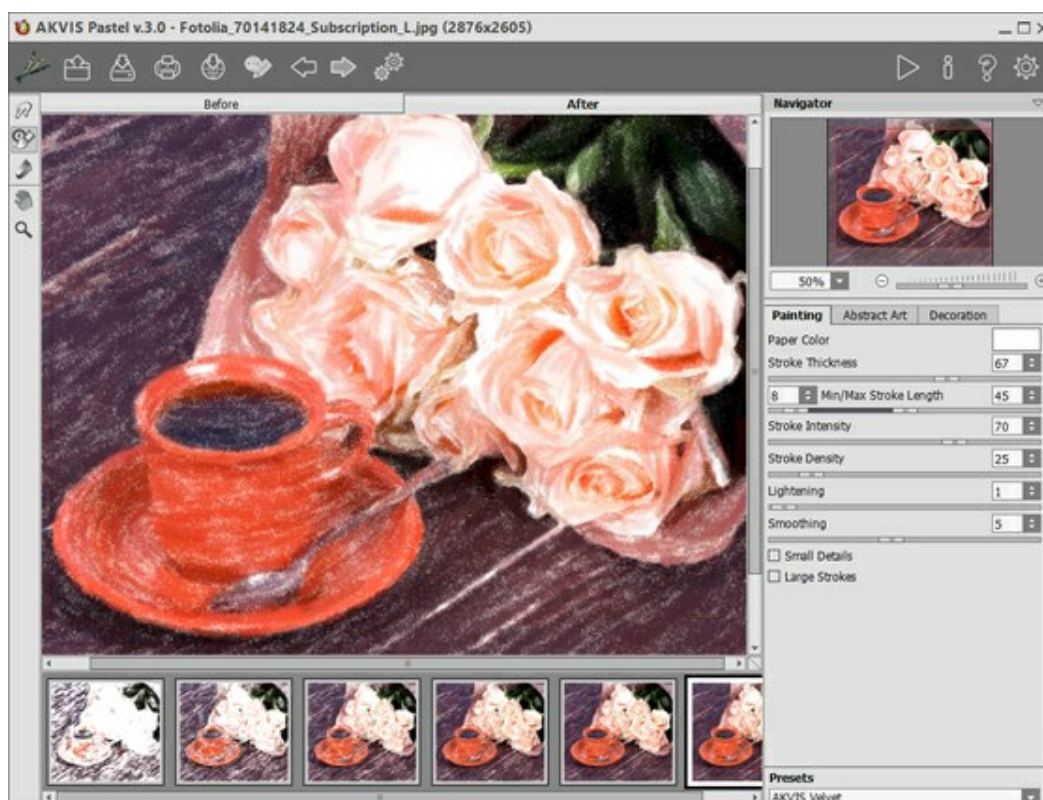 AKVIS Pastel v.3.0 - Fotolia_70141824_Subscription_L.jpg (2876x2605)
Before
After
Navigator
50%
Painting Abstract Art Decoration
Paper Color
Stroke Thickness 67
8 Min/Max Stroke Length 45
Stroke Intensity 70
Stroke Density 25
Lightening 1
Smoothing 5
Small Details
Large Strokes
Presets
AKVIS Velvet